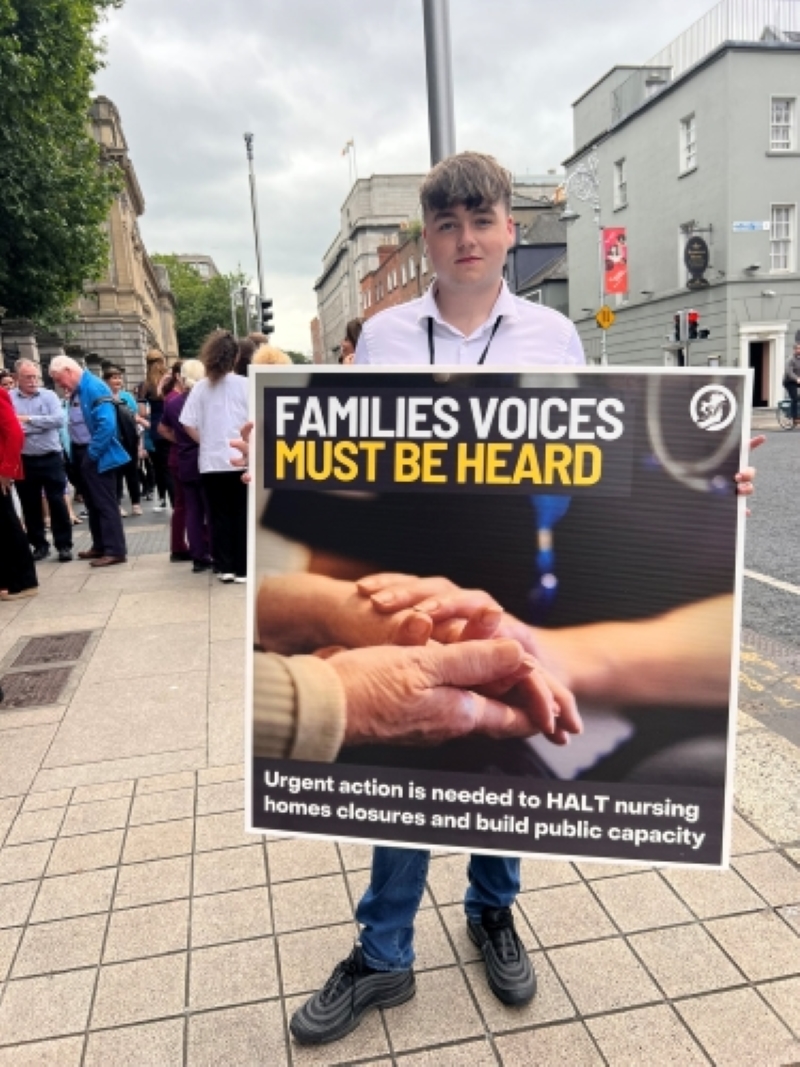 FAMILIES VOICES
MUST BE HEARD
Urgent action is needed to HALT nursing
homes closures and build public capacity